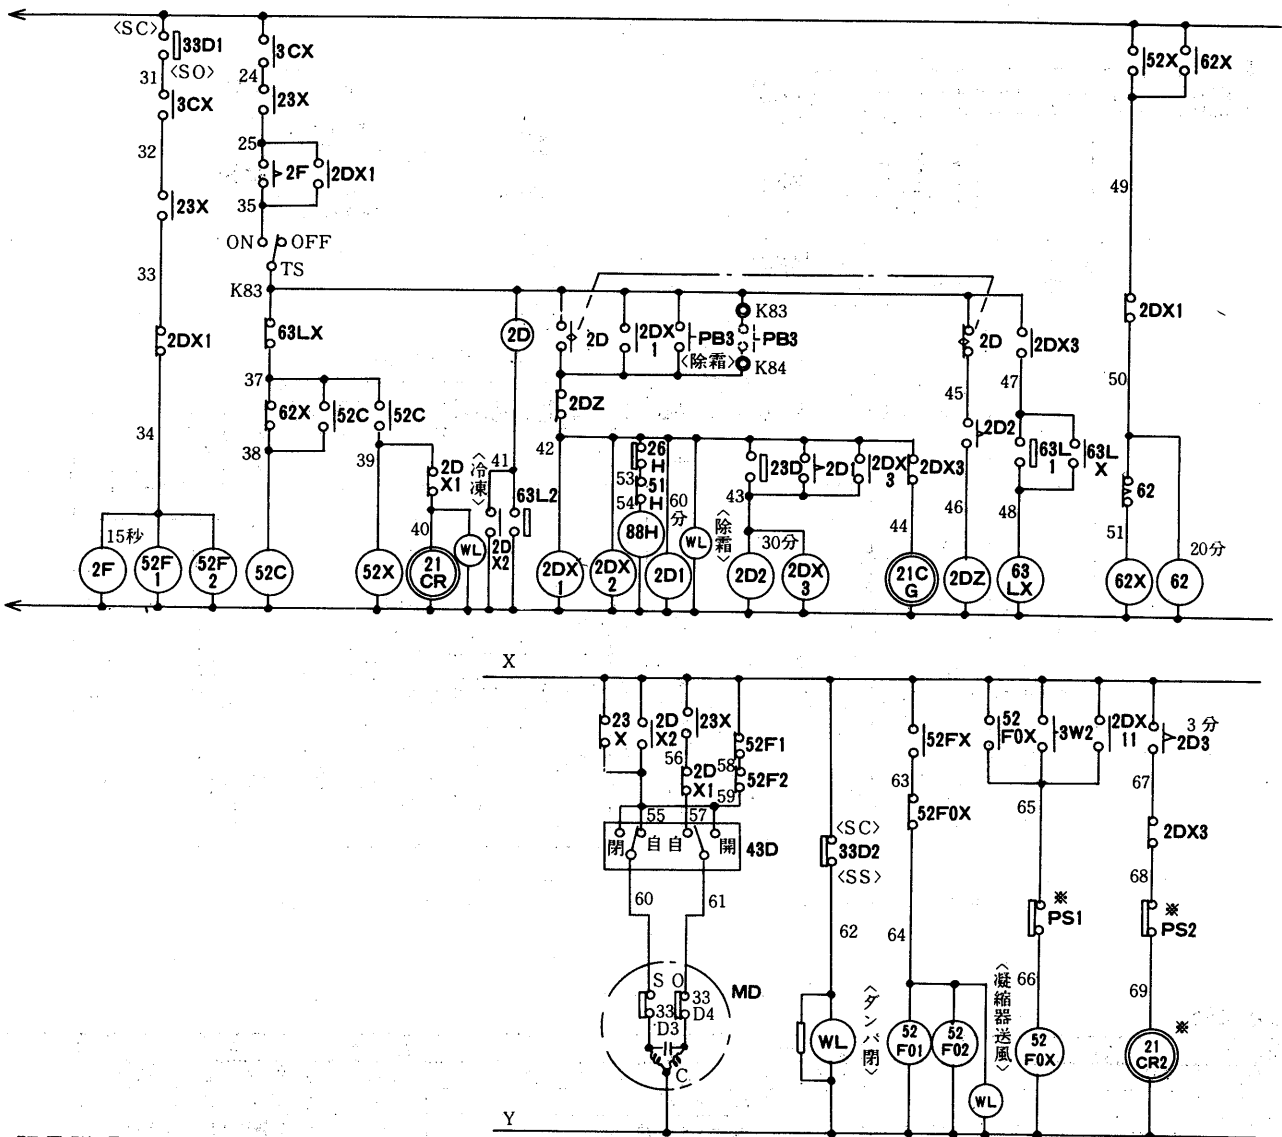 〈SC〉
33D1
31
〈SO〉
3CX
32
23X
33
2DX1
34
15秒
2F
52F
1
52F
2
3CX
24
23X
25
2F
2DX1
35
ON
OFF
TS
K83
63LX
37
62X
52C
52C
38
39
2D
X1
40
52C
52X
21
CR
WL
〈冷凍〉
41
2D
63L2
2D
X2
2D
2DX
1
PB3
〈除霜〉
K83
PB3
K84
2DZ
42
26
H
53
51
H
54
88H
60
分
WL
2DX
1
2DX
2
2D1
〈除霜〉
23D
2D1
2DX
3
43
30分
2D2
2DX
3
2DX3
44
21C
G
2D
45
2D2
46
2DZ
2DX3
47
63L
1
63L
X
48
63
LX
52X
62X
49
2DX1
50
62
51
20分
62X
62
X
23
X
2D
X2
23X
56
2D
X1
52F1
58
52F2
59
55
57
閉
自
自
開
43D
60
61
S
O
33
D3
33
D4
MD
C
〈SC〉
33D2
〈SS〉
62
WL
〈ダンパ閉〉
52FX
63
52F0X
64
52
F01
52
F02
WL
〈凝縮器送風〉
52
F0X
3W2
2DX
11
65
※
PS1
66
52
F0X
3分
2D3
67
2DX3
68
※
PS2
69
※
21
CR2
Y